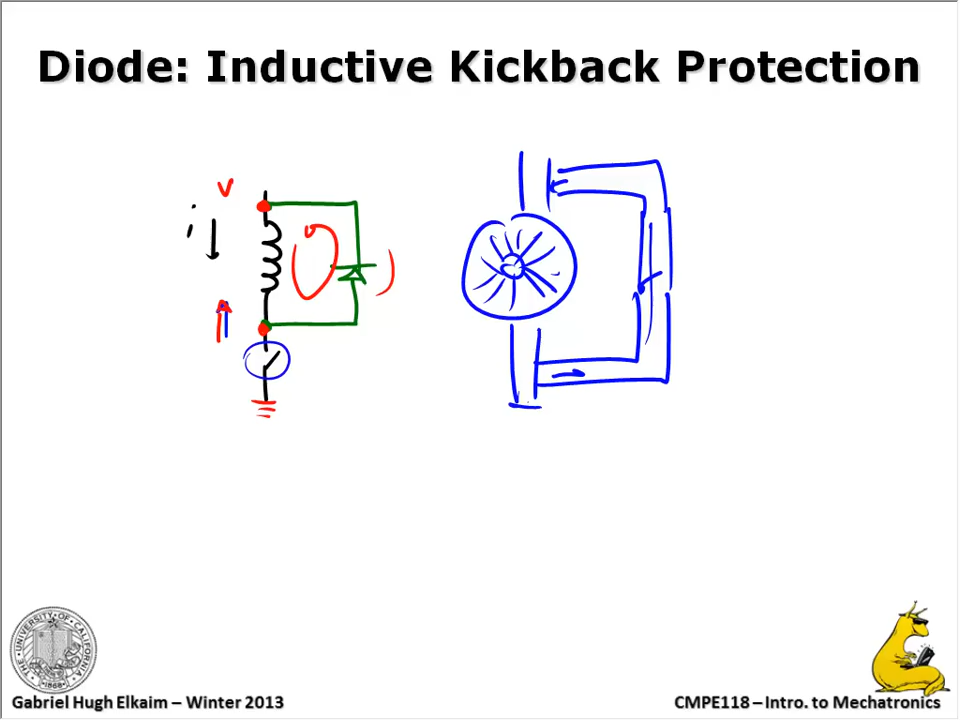 Diode: Inductive Kickback Protection
v
i
Gabriel Hugh Elkaim – Winter 2013
CMPE118 – Intro. to Mechatronics